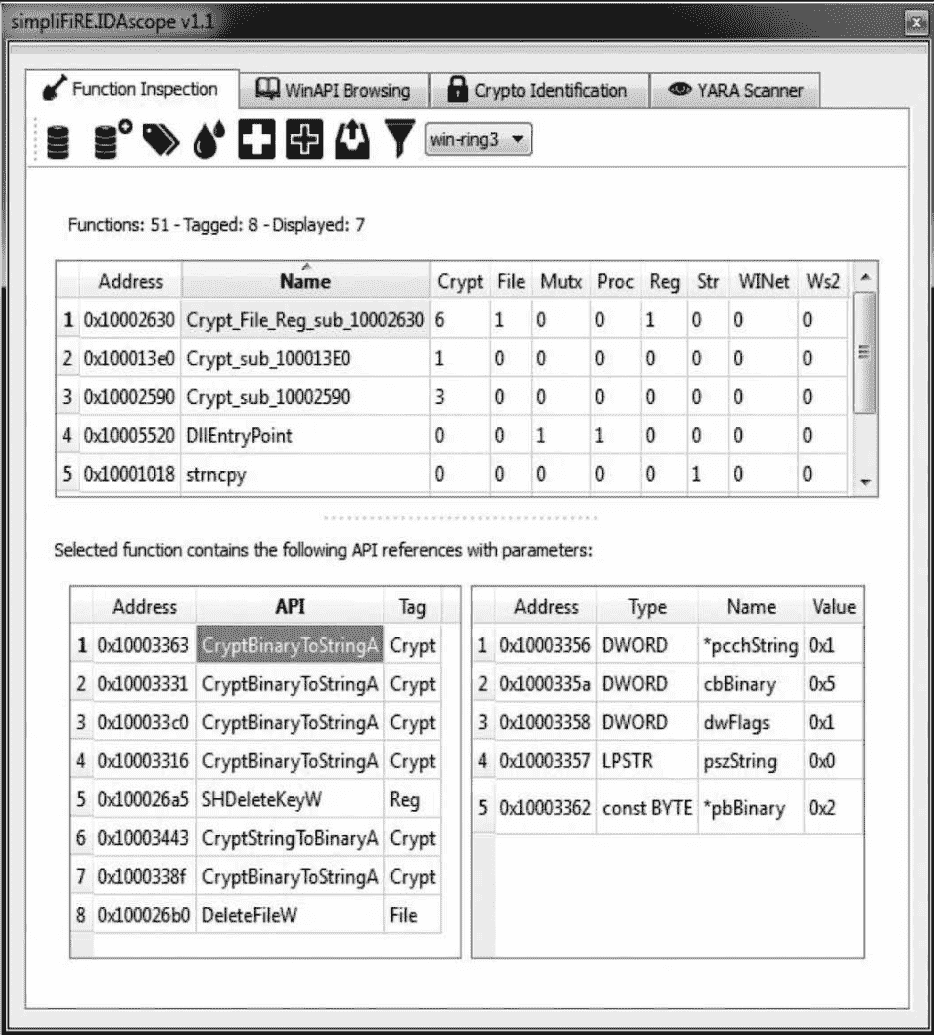 simpliFiRE.IDAscope v1.1
x
Function Inspection WinAPI Browsing Crypto Identification YARA Scanner
win-ring3
Functions: 51 - Tagged: 8 - Displayed: 7
Address Name Crypt File Mutx Proc Reg Str WINet Ws2
1 0x10002630 Crypt_File_Reg_sub_10002630 6 1 0 0 1 0 0 0
2 0x100013e0 Crypt_sub_100013E0 1 0 0 0 0 0 0 0
3 0x10002590 Crypt_sub_10002590 3 0 0 0 0 0 0 0
4 0x10005520 DllEntryPoint 0 0 1 1 0 0 0 0
5 0x10001018 strncpy 0 0 0 0 0 1 0 0
Selected function contains the following API references with parameters:
Address API Tag
1 0x10003363 CryptBinaryToStringA Crypt
2 0x10003331 CryptBinaryToStringA Crypt
3 0x100033c0 CryptBinaryToStringA Crypt
4 0x10003316 CryptBinaryToStringA Crypt
5 0x100026a5 SHDeleteKeyW Reg
6 0x10003443 CryptStringToBinaryA Crypt
7 0x1000338f CryptBinaryToStringA Crypt
8 0x100026b0 DeleteFileW File
Address Type Name Value
1 0x10003356 DWORD *pcchString 0x1
2 0x1000335a DWORD cbBinary 0x5
3 0x10003358 DWORD dwFlags 0x1
4 0x10003357 LPSTR pszString 0x0
5 0x10003362 const BYTE *pbBinary 0x2